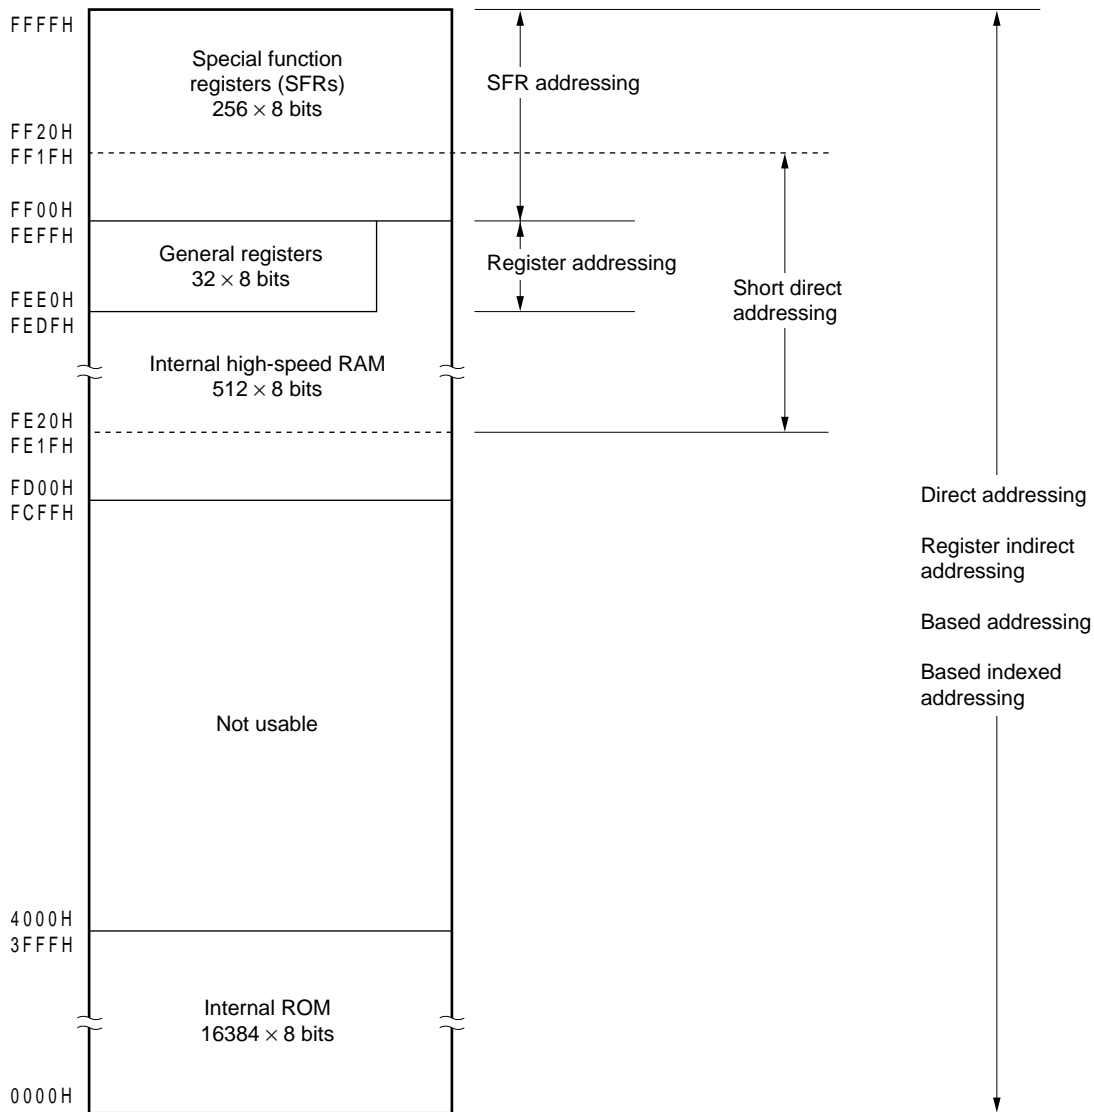 FFFFH
Special function
registers (SFRs)
256 × 8 bits
SFR addressing
FF20H
FF1FH
FF00H
FEFFH
General registers
32 × 8 bits
Register addressing
Short direct
addressing
FEE0H
FEDFH
Internal high-speed RAM
512 × 8 bits
FE20H
FE1FH
FD00H
FCFFH
Direct addressing
Register indirect
addressing
Based addressing
Based indexed
addressing
Not usable
4000H
3FFFH
Internal ROM
16384 × 8 bits
0000H